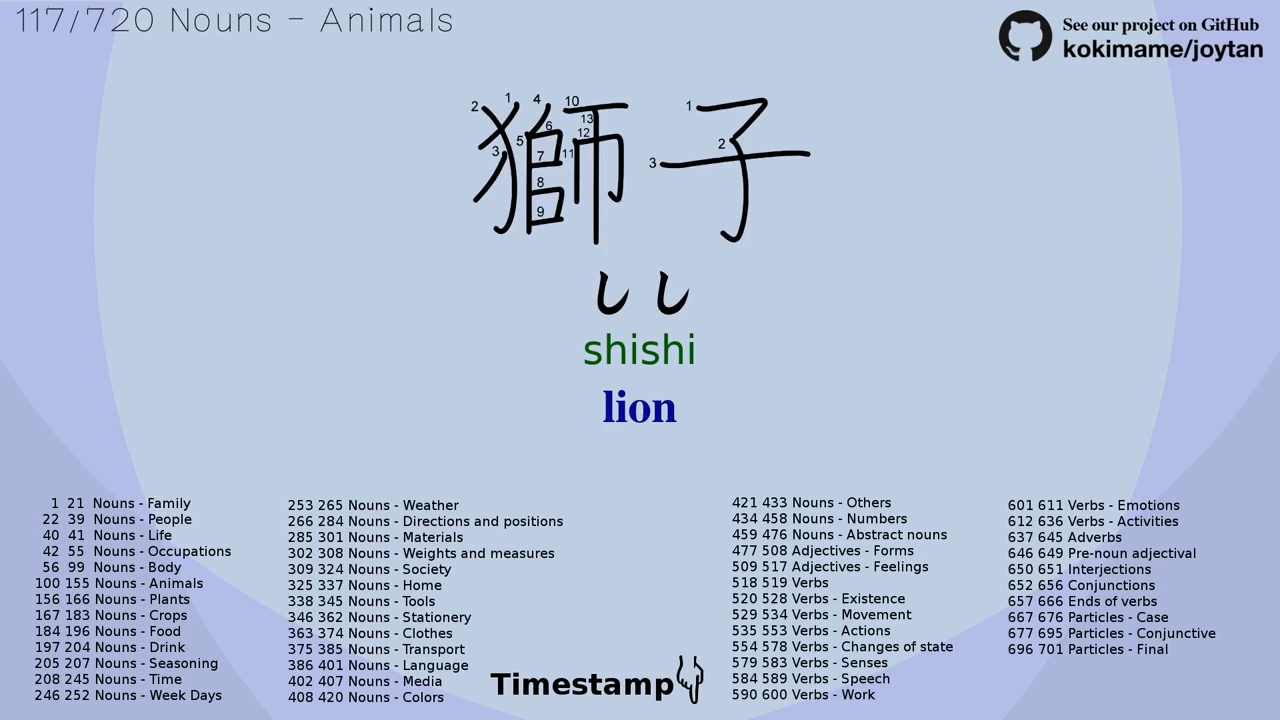 117/720 Nouns - Animals
See our project on GitHub
kokimame/joytan
獅子
しし
shishi
lion
1 21 Nouns - Family
22 39 Nouns - People
40 41 Nouns - Life
42 55 Nouns - Occupations
56 99 Nouns - Body
100 155 Nouns - Animals
156 166 Nouns - Plants
167 183 Nouns - Crops
184 196 Nouns - Food
197 204 Nouns - Drink
205 207 Nouns - Seasoning
208 245 Nouns - Time
246 252 Nouns - Week Days
253 265 Nouns - Weather
266 284 Nouns - Directions and positions
285 301 Nouns - Materials
302 308 Nouns - Weights and measures
309 324 Nouns - Society
325 337 Nouns - Home
338 345 Nouns - Tools
346 362 Nouns - Stationery
363 374 Nouns - Clothes
375 385 Nouns - Transport
386 401 Nouns - Language
402 407 Nouns - Media
408 420 Nouns - Colors
Timestamp
421 433 Nouns - Others
434 458 Nouns - Numbers
459 476 Nouns - Abstract nouns
477 508 Adjectives - Forms
509 517 Adjectives - Feelings
518 519 Verbs
520 528 Verbs - Existence
529 534 Verbs - Movement
535 553 Verbs - Actions
554 578 Verbs - Changes of state
579 583 Verbs - Senses
584 589 Verbs - Speech
590 600 Verbs - Work
601 611 Verbs - Emotions
612 636 Verbs - Activities
637 645 Adverbs
646 649 Pre-noun adjectival
650 651 Interjections
652 656 Conjunctions
657 666 Ends of verbs
667 676 Particles - Case
677 695 Particles - Conjunctive
696 701 Particles - Final